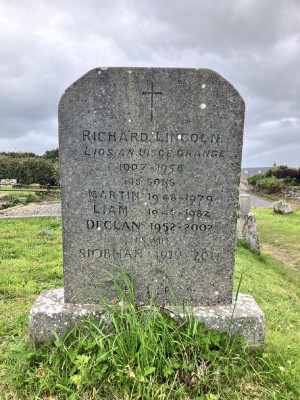 RICHARD LINCOLN
LIOS AN UISCE GRANGE
1907-1958
HIS SONS
MARTIN 1948-1979
LIAM 1945-1982
DECLAN 1952-2002
HIS WIFE
SIOBHAN 1910 2011